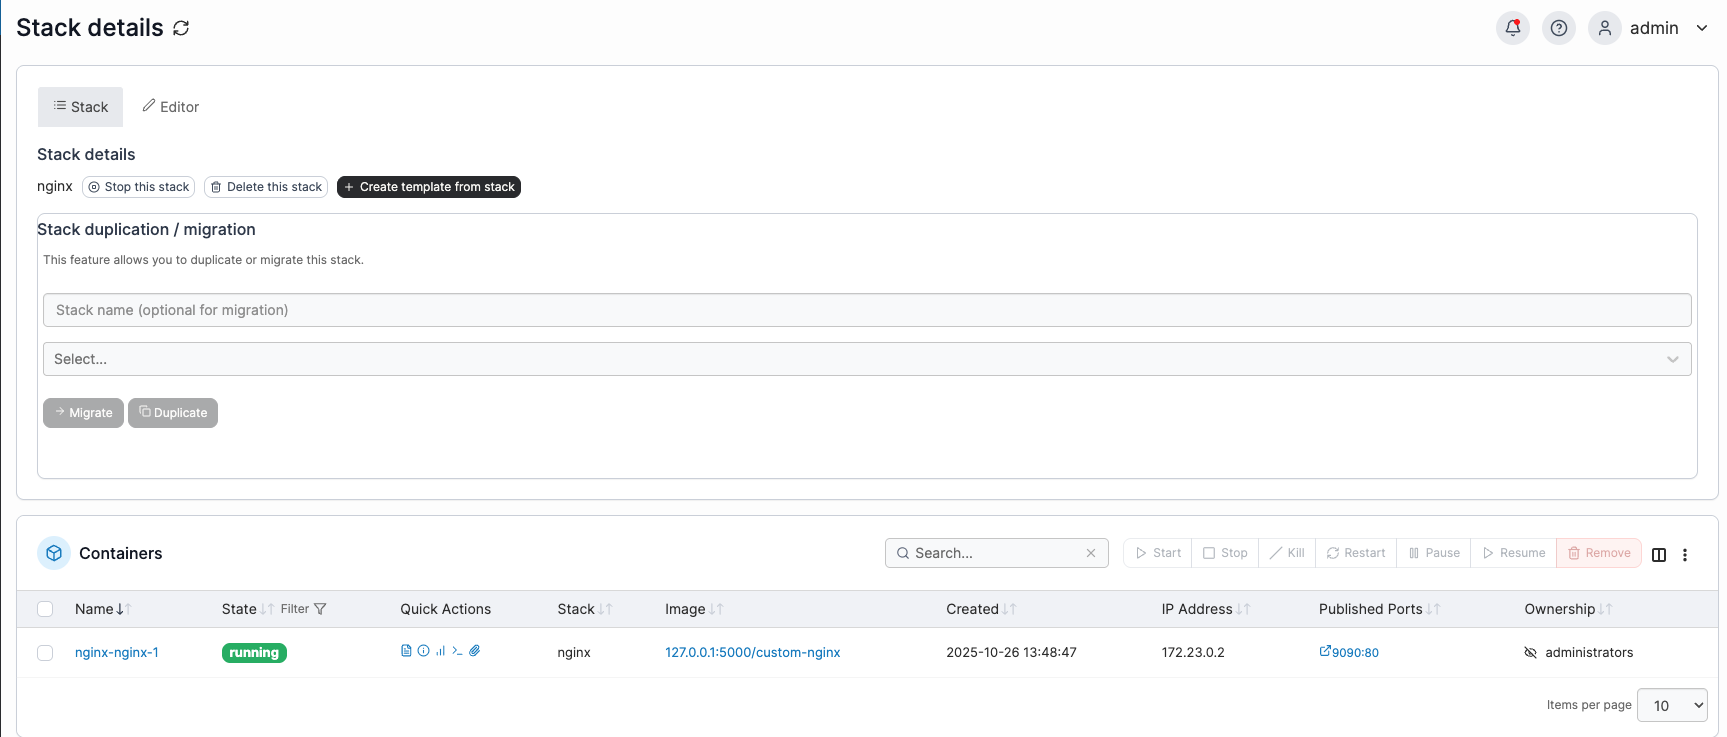 Stack details
admin
Stack Editor
Stack details
nginx Stop this stack Delete this stack Create template from stack
Stack duplication / migration
This feature allows you to duplicate or migrate this stack.
Stack name (optional for migration)
Select...
Migrate Duplicate
Containers Search... Start Stop Kill Restart Pause Resume Remove
Name State Filter Quick Actions Stack Image Created IP Address Published Ports Ownership
nginx-nginx-1 running nginx 127.0.0.1:5000/custom-nginx 2025-10-26 13:48:47 172.23.0.2 9090:80 administrators
Items per page 10